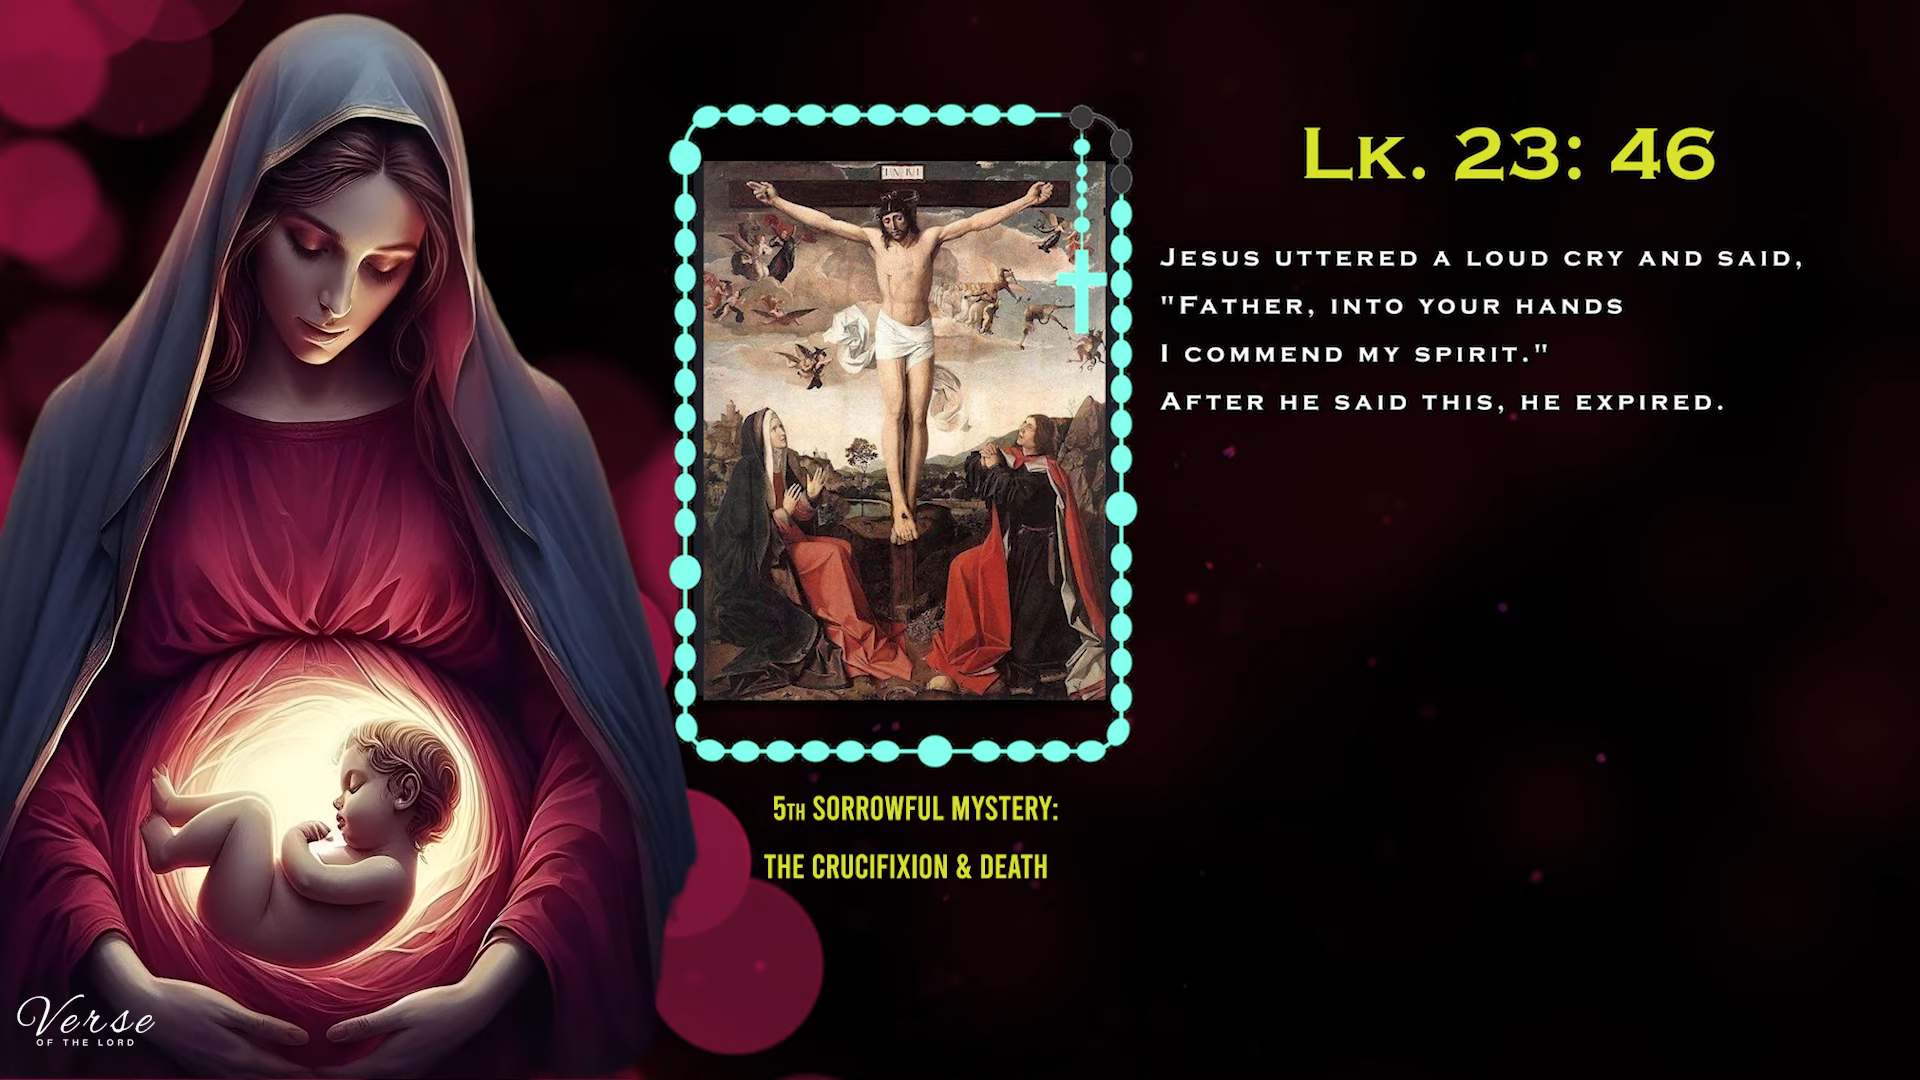 Lk. 23: 46
Jesus uttered a loud cry and said,
"Father, into your hands
I commend my spirit."
After he said this, he expired.
INRI
5TH SORROWFUL MYSTERY:
THE CRUCIFIXION & DEATH
Verse
OF THE LORD